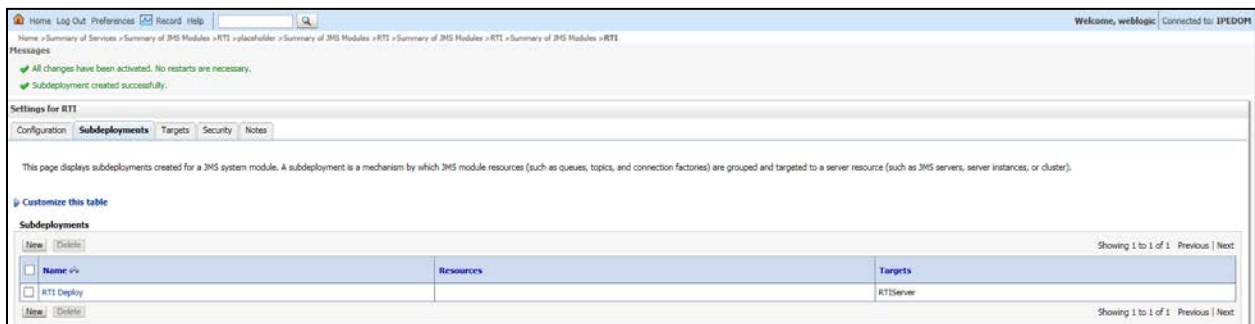 Home Log Out Preferences Record Help
Welcome, weblogic Connected to: IPEDOM
Home >Summary of Services >Summary of JMS Modules >RTI >placeholder >Summary of JMS Modules >RTI >Summary of JMS Modules >RTI >Summary of JMS Modules >RTI
Messages
All changes have been activated. No restarts are necessary.
Subdeployment created successfully.
Settings for RTI
Configuration Subdeployments Targets Security Notes
This page displays subdeployments created for a JMS system module. A subdeployment is a mechanism by which JMS module resources (such as queues, topics, and connection factories) are grouped and targeted to a server resource (such as JMS servers, server instances, or cluster).
Customize this table
Subdeployments
New Delete Showing 1 to 1 of 1 Previous | Next
Name Resources Targets
RTI Deploy RTIServer
New Delete Showing 1 to 1 of 1 Previous | Next